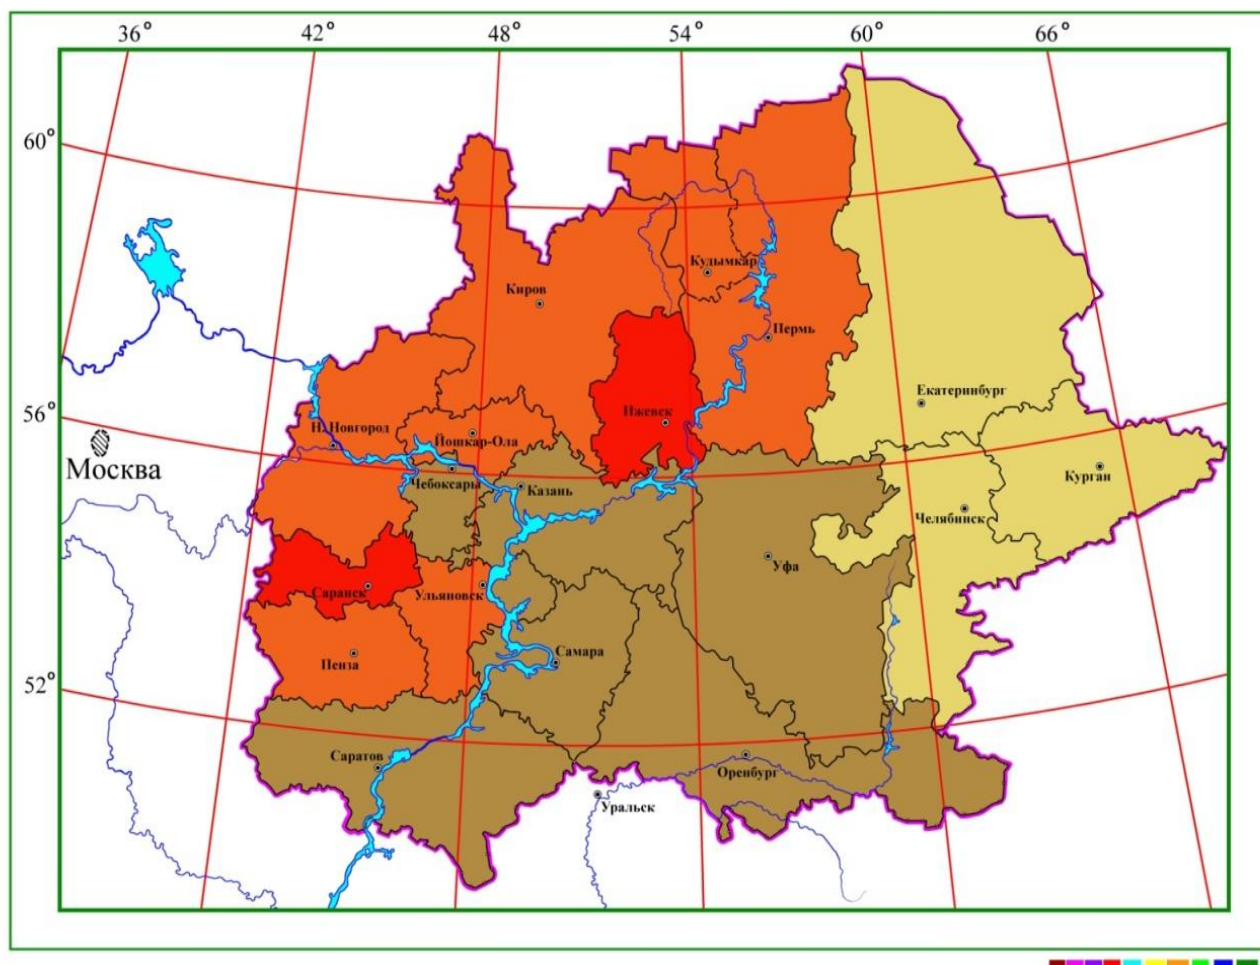 36° 42° 48° 54° 60° 66°
60°
Кудымкар
Киров
Пермь
Екатеринбург
56°
Ижевск
Н. Новгород
Йошкар-Ола
Москва
Курган
Чебоксары
Казань
Челябинск
Уфа
Саранск
Ульяновск
Самара
Пенза
52°
Саратов
Оренбург
Уральск